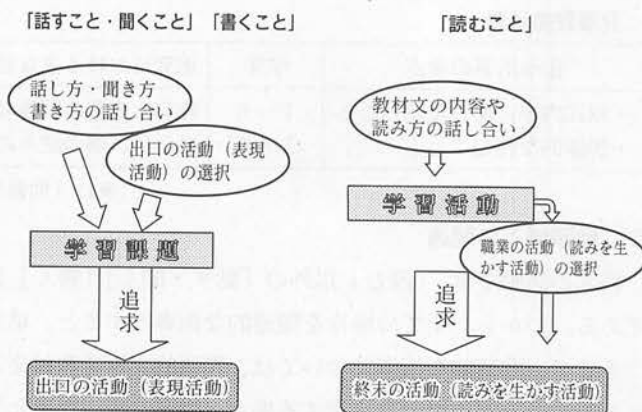 「話すこと・聞くこと」「書くこと」
話し方・聞き方
書き方の話し合い
出口の活動（表現
活動）の選択
学習課題
追求
出口の活動（表現活動）
「読むこと」
教材文の内容や
読み方の話し合い
学習活動
職業の活動（読みを生
かす活動）の選択
追求
終末の活動（読みを生かす活動）